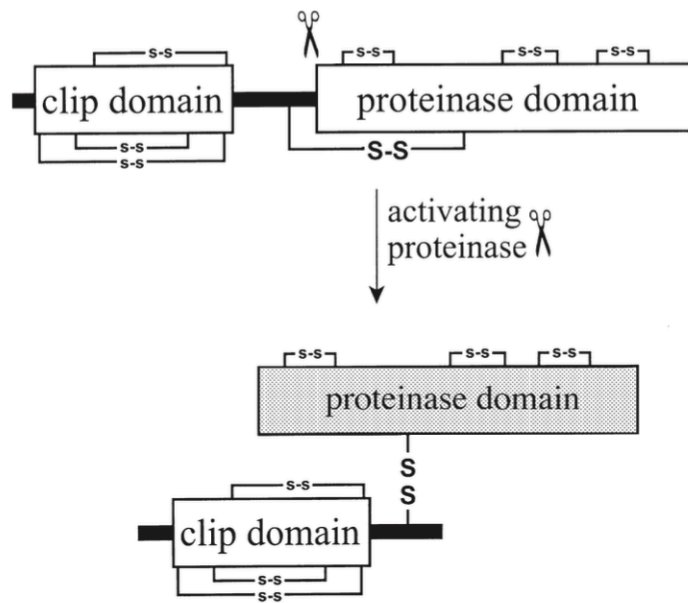 S-S S-S S-S S-S
clip domain proteinase domain
S-S S-S
S-S
activating
proteinase
S-S S-S S-S
proteinase domain
S
S-S S
clip domain
S-S
S-S